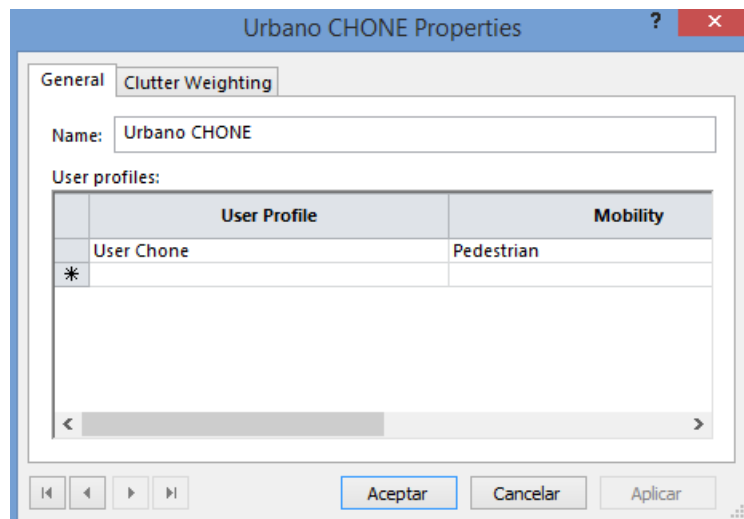 Urbano CHONE Properties ? ×
General Clutter Weighting
Name: Urbano CHONE
User profiles:
User Profile Mobility
User Chone Pedestrian
Aceptar Cancelar Aplicar